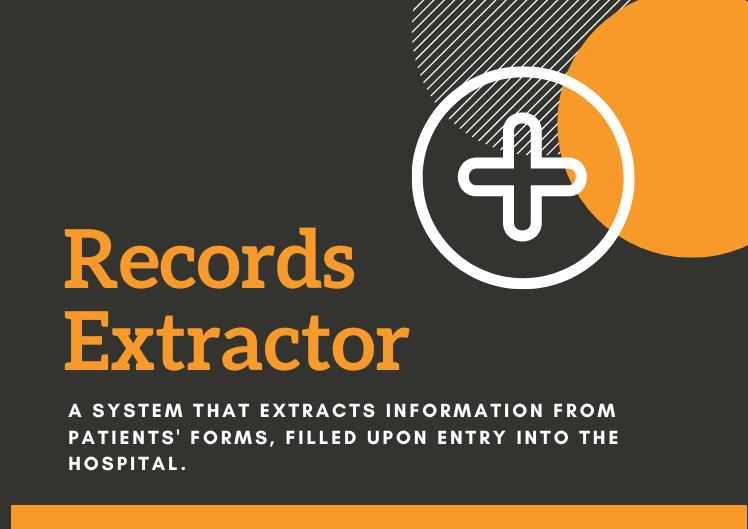 Records
Extractor
A SYSTEM THAT EXTRACTS INFORMATION FROM
PATIENTS' FORMS, FILLED UPON ENTRY INTO THE
HOSPITAL.